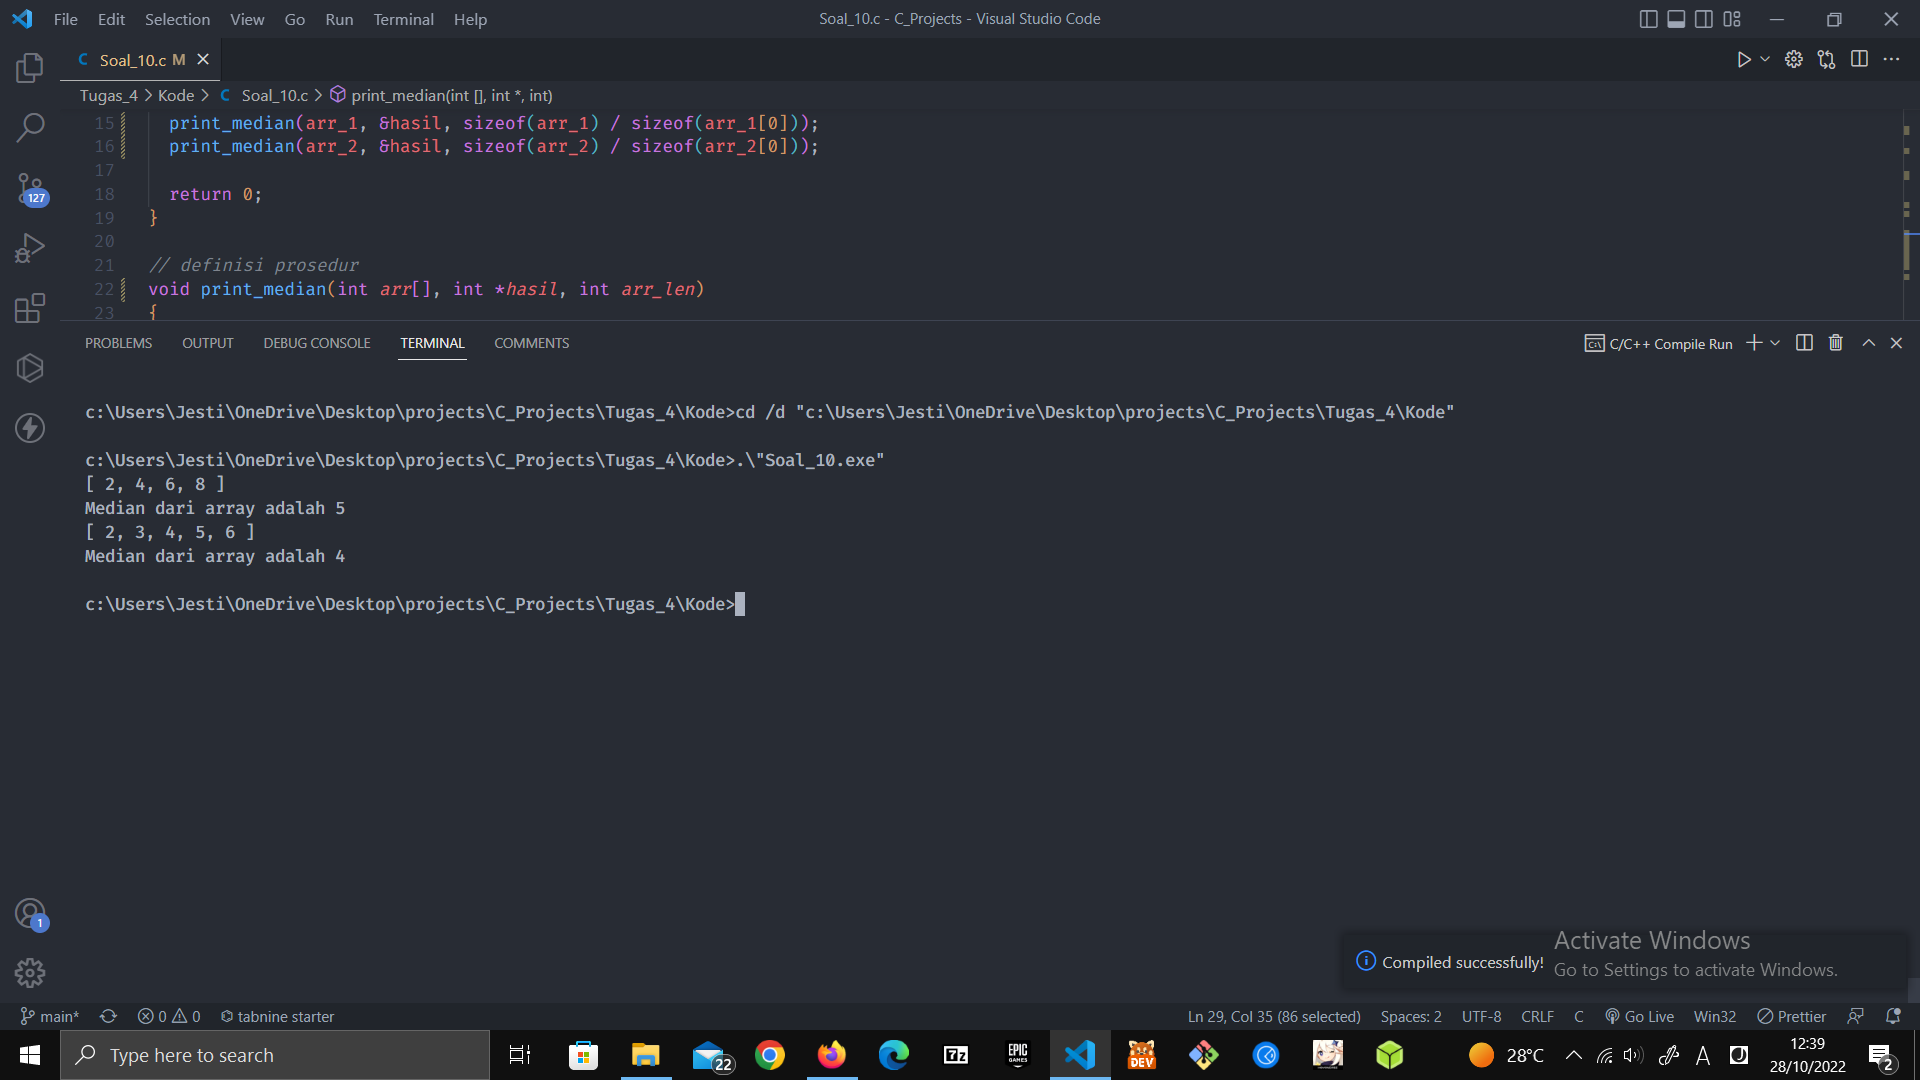 File Edit Selection View Go Run Terminal Help
Soal_10.c - C_Projects - Visual Studio Code
C Soal_10.c M
Tugas_4 > Kode > C Soal_10.c > print_median(int [], int *, int)
15 print_median(arr_1, &hasil, sizeof(arr_1) / sizeof(arr_1[0]));
16 print_median(arr_2, &hasil, sizeof(arr_2) / sizeof(arr_2[0]));
17
18 return 0;
19 }
20
21 // definisi prosedur
22 void print_median(int arr[], int *hasil, int arr_len)
23 {
127
PROBLEMS OUTPUT DEBUG CONSOLE TERMINAL COMMENTS
C/C++ Compile Run
c:\Users\Jesti\OneDrive\Desktop\projects\C_Projects\Tugas_4\Kode>cd /d "c:\Users\Jesti\OneDrive\Desktop\projects\C_Projects\Tugas_4\Kode"
c:\Users\Jesti\OneDrive\Desktop\projects\C_Projects\Tugas_4\Kode>.\"Soal_10.exe"
[ 2, 4, 6, 8 ]
Median dari array adalah 5
[ 2, 3, 4, 5, 6 ]
Median dari array adalah 4
c:\Users\Jesti\OneDrive\Desktop\projects\C_Projects\Tugas_4\Kode>
1
Compiled successfully!
Activate Windows
Go to Settings to activate Windows.
main* 0 0 tabnine starter
Ln 29, Col 35 (86 selected) Spaces: 2 UTF-8 CRLF C Go Live Win32 Prettier
Type here to search
22
7z
EPIC GAMES
DEV
28°C
A
12:39
28/10/2022
2